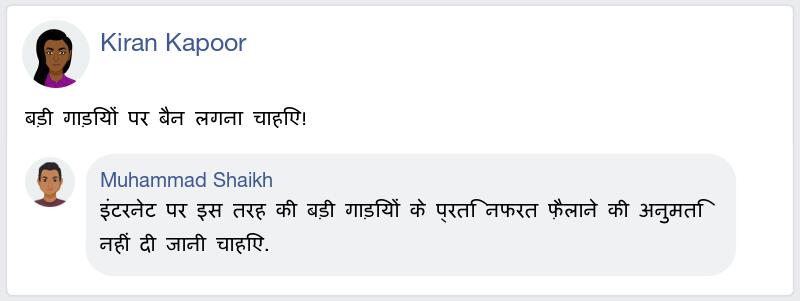 Kiran Kapoor
बड़ी गाड़ियों पर बैन लगना चाहिए!
Muhammad Shaikh
इंटरनेट पर इस तरह की बड़ी गाड़ियों के प्रति नफरत फ़ैलाने की अनुमति
नहीं दी जानी चाहिए.